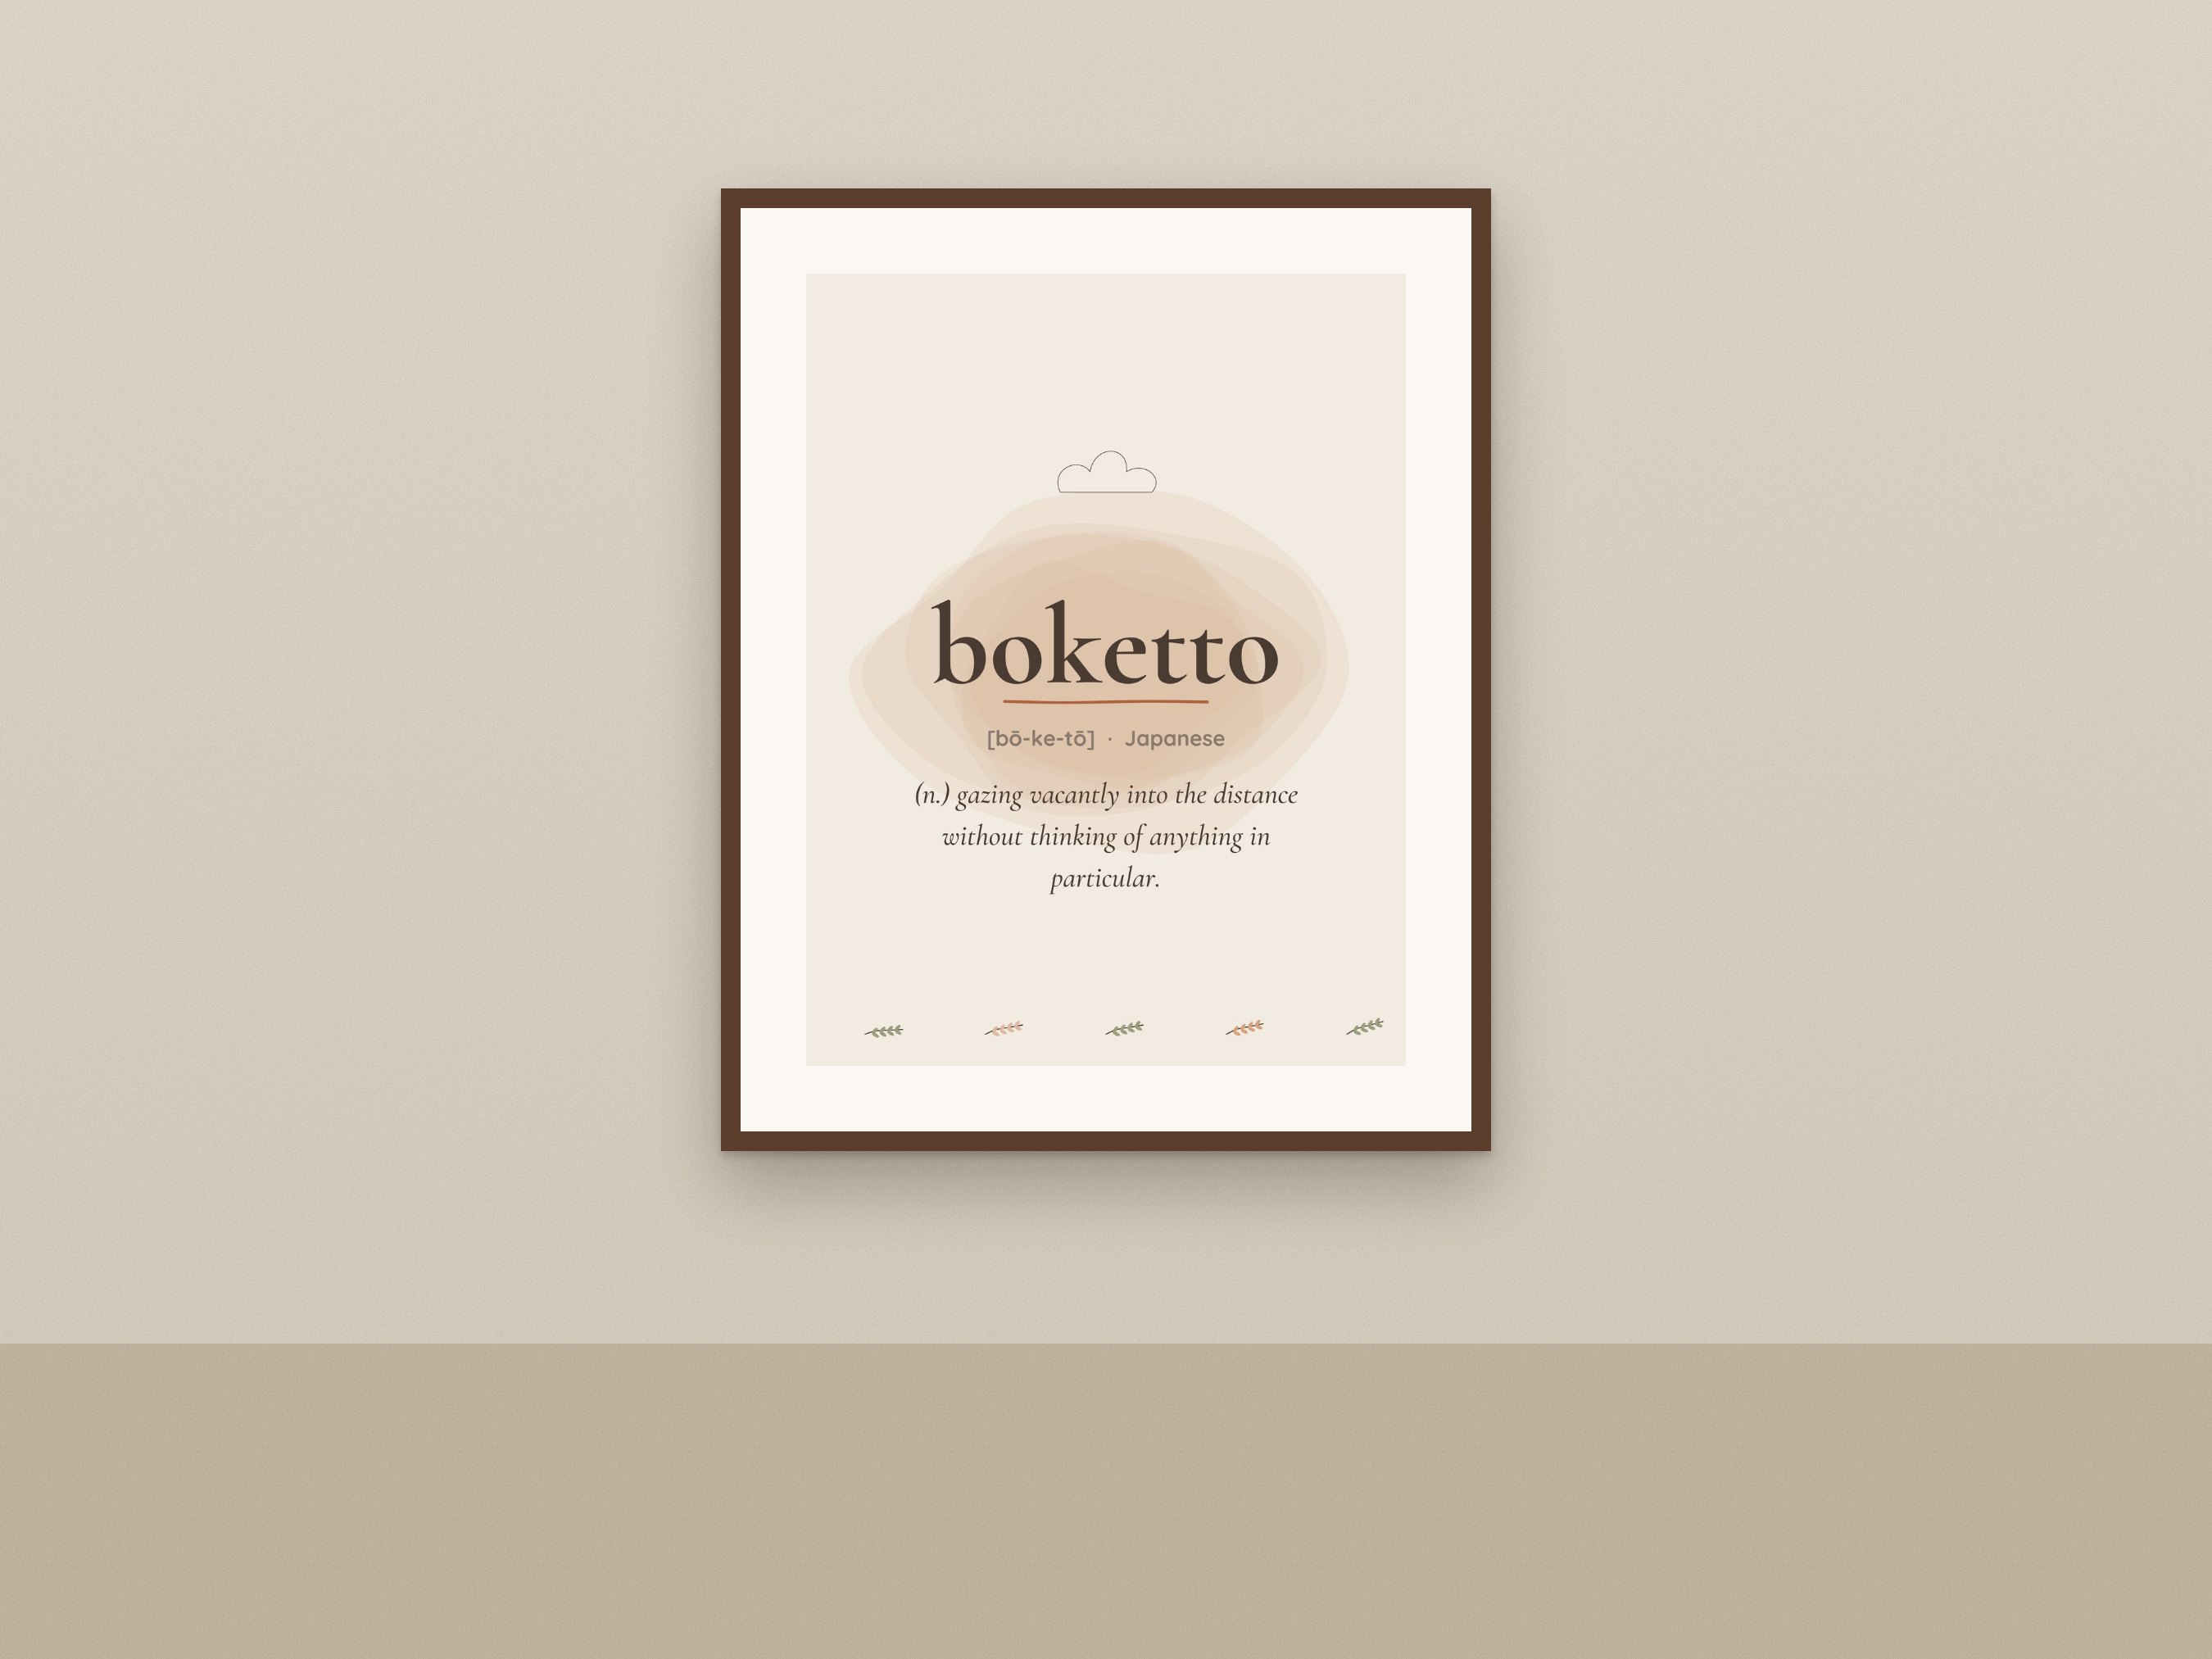 boketto
[bō-ke-tō] · Japanese
(n.) gazing vacantly into the distance
without thinking of anything in
particular.